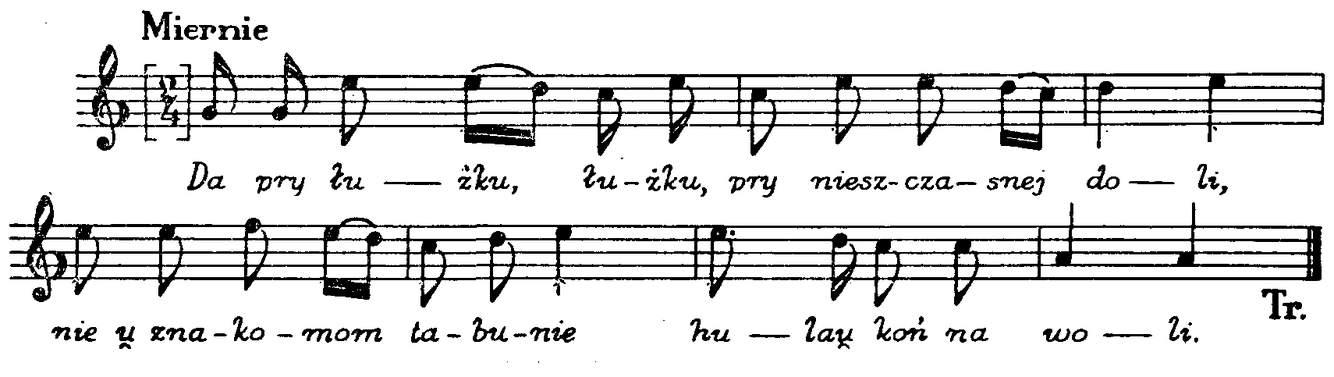 Miernie
Da pry łu — żku, łu-żku, pry niesz-cza-snej do — li,
nie u̯ zna-ko-mom ta-bu-nie hu — lau̯ koń na wo — li.
Tr.